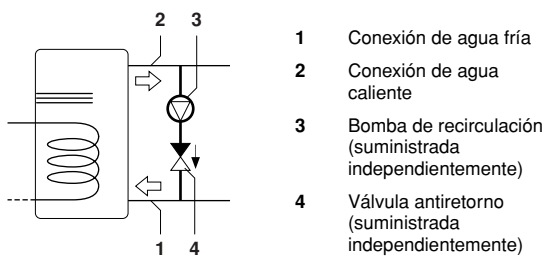 2 3
1 4
1 Conexión de agua fría
2 Conexión de agua
caliente
3 Bomba de recirculación
(suministrada
independientemente)
4 Válvula antiretorno
(suministrada
independientemente)